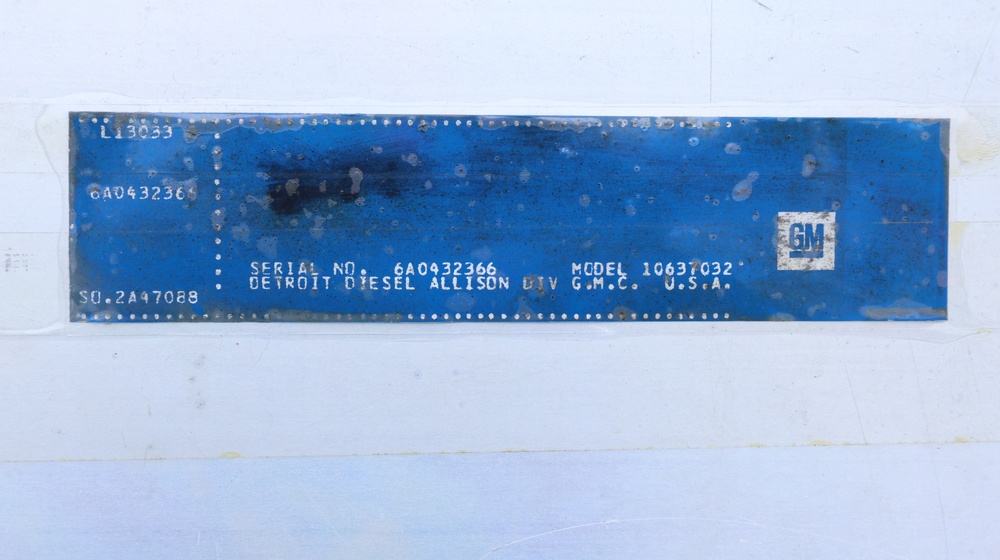 L13033
6A0432366
SO.2A47088
SERIAL NO. 6A0432366 MODEL 10637032
DETROIT DIESEL ALLISON DIV G.M.C. U.S.A.
GM